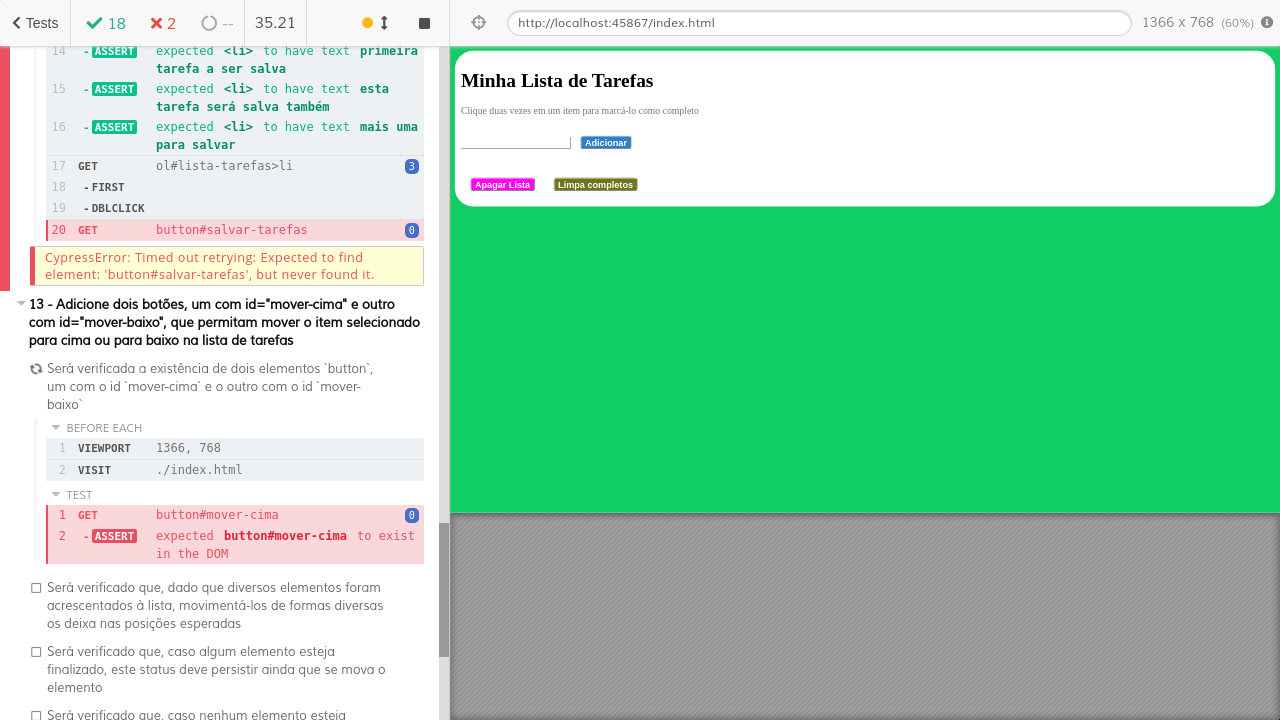 Tests
18
2
--
35.21
http://localhost:45867/index.html
1366 x 768 (60%)
14 - ASSERT expected <li> to have text primeira
tarefa a ser salva
15 - ASSERT expected <li> to have text esta
tarefa será salva também
16 - ASSERT expected <li> to have text mais uma
para salvar
17 GET ol#lista-tarefas>li 3
18 - FIRST
19 - DBLCLICK
20 GET button#salvar-tarefas 0
CypressError: Timed out retrying: Expected to find
element: 'button#salvar-tarefas', but never found it.
13 - Adicione dois botões, um com id="mover-cima" e outro
com id="mover-baixo", que permitam mover o item selecionado
para cima ou para baixo na lista de tarefas
Será verificada a existência de dois elementos `button`,
um com o id `mover-cima` e o outro com o id `mover-
baixo`
BEFORE EACH
1 VIEWPORT 1366, 768
2 VISIT ./index.html
TEST
1 GET button#mover-cima 0
2 - ASSERT expected button#mover-cima to exist
in the DOM
Será verificado que, dado que diversos elementos foram
acrescentados à lista, movimentá-los de formas diversas
os deixa nas posições esperadas
Será verificado que, caso algum elemento esteja
finalizado, este status deve persistir ainda que se mova o
elemento
Será verificado que, caso nenhum elemento esteja
Minha Lista de Tarefas
Clique duas vezes em um item para marcá-lo como completo
Adicionar
Apagar Lista
Limpa completos